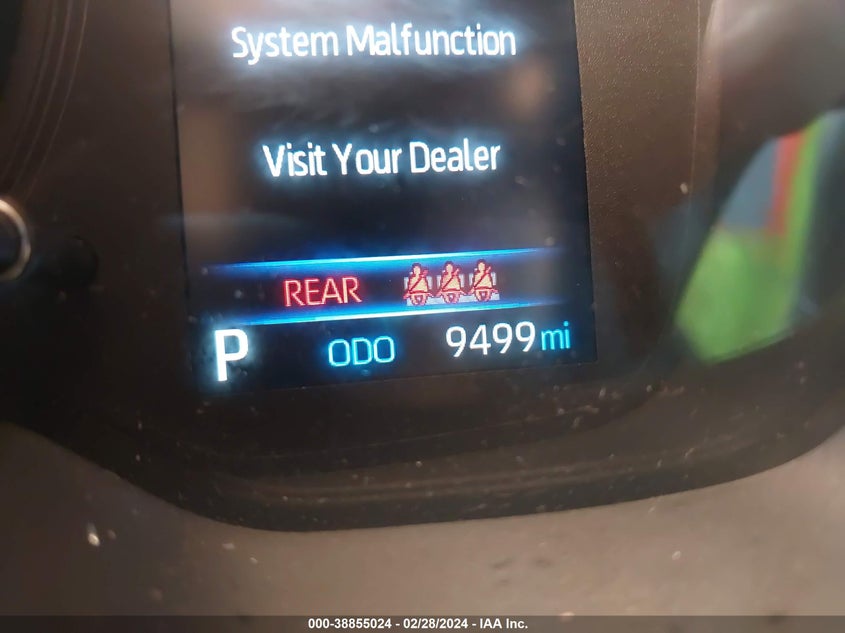 System Malfunction
Visit Your Dealer
REAR
P ODO 9499 mi
000-38855024 - 02/28/2024 - IAA Inc.